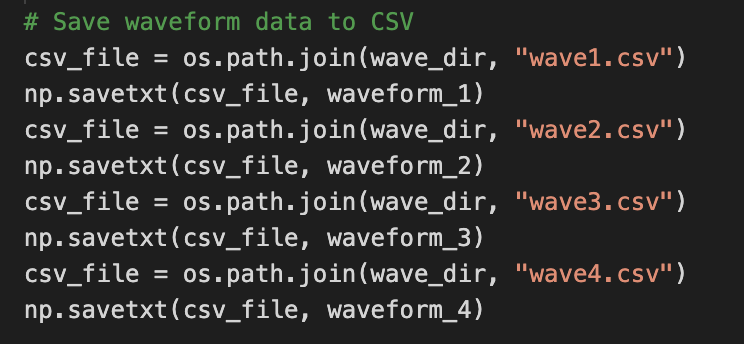 # Save waveform data to CSV
csv_file = os.path.join(wave_dir, "wave1.csv")
np.savetxt(csv_file, waveform_1)
csv_file = os.path.join(wave_dir, "wave2.csv")
np.savetxt(csv_file, waveform_2)
csv_file = os.path.join(wave_dir, "wave3.csv")
np.savetxt(csv_file, waveform_3)
csv_file = os.path.join(wave_dir, "wave4.csv")
np.savetxt(csv_file, waveform_4)